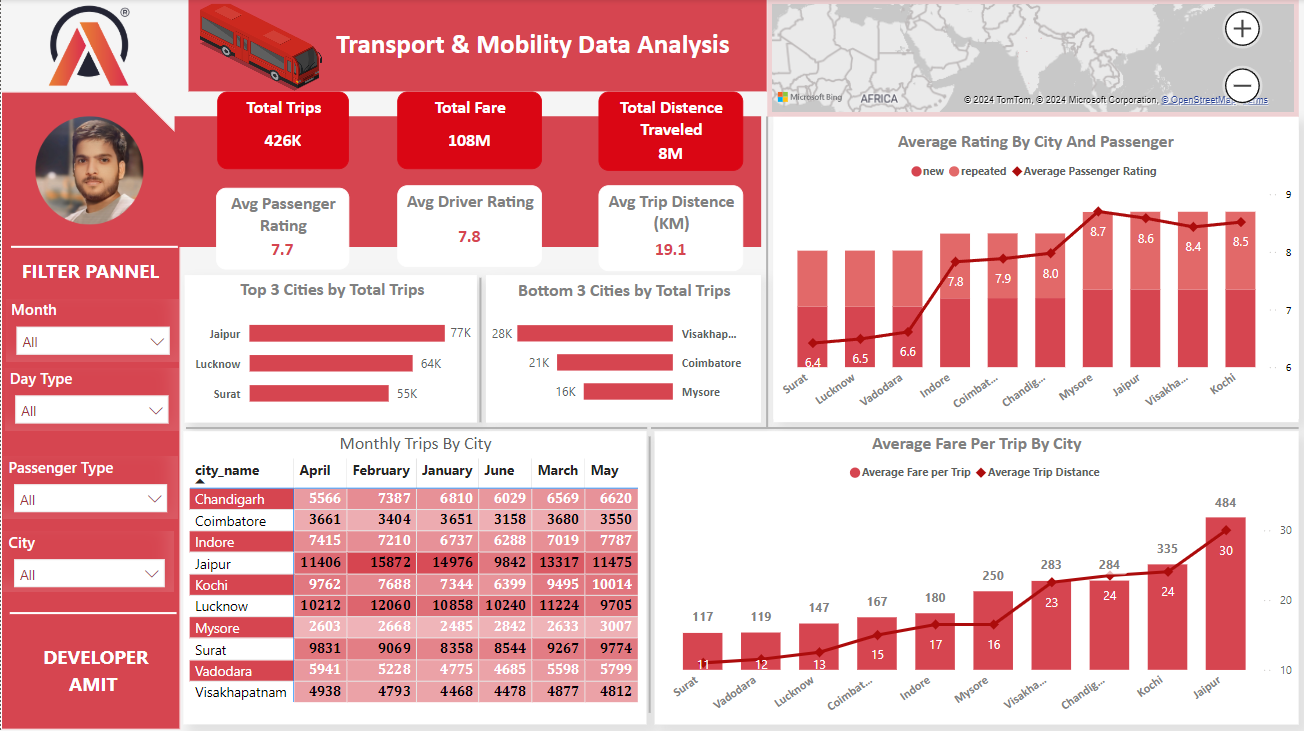 ®
Transport & Mobility Data Analysis
Microsoft Bing
AFRICA
© 2024 TomTom, © 2024 Microsoft Corporation, © OpenStreetMap Terms
Total Trips
426K
Total Fare
108M
Total Distance
Traveled
8M
Avg Passenger
Rating
7.7
Avg Driver Rating
7.8
Avg Trip Distance
(KM)
19.1
FILTER PANNEL
Month
All
Day Type
All
Passenger Type
All
City
All
DEVELOPER
AMIT
Top 3 Cities by Total Trips
Jaipur 77K
Lucknow 64K
Surat 55K
Bottom 3 Cities by Total Trips
28K Visakhap...
21K Coimbatore
16K Mysore
Average Rating By City And Passenger
new repeated Average Passenger Rating
9
8
7
6
6.4 6.5 6.6 7.8 7.9 8.0 8.7 8.6 8.4 8.5
Surat Lucknow Vadodara Indore Coimbat... Chandig... Mysore Jaipur Visakha... Kochi
Monthly Trips By City
city_name April February January June March May
Chandigarh 5566 7387 6810 6029 6569 6620
Coimbatore 3661 3404 3651 3158 3680 3550
Indore 7415 7210 6737 6288 7019 7787
Jaipur 11406 15872 14976 9842 13317 11475
Kochi 9762 7688 7344 6399 9495 10014
Lucknow 10212 12060 10858 10240 11224 9705
Mysore 2603 2668 2485 2842 2633 3007
Surat 9831 9069 8358 8544 9267 9774
Vadodara 5941 5228 4775 4685 5598 5799
Visakhapatnam 4938 4793 4468 4478 4877 4812
Average Fare Per Trip By City
Average Fare per Trip Average Trip Distance
117 119 147 167 180 250 283 284 335 484
30
20
10
11 12 13 15 17 16 23 24 24 30
Surat Vadodara Lucknow Coimbat... Indore Mysore Visakha... Chandig... Kochi Jaipur